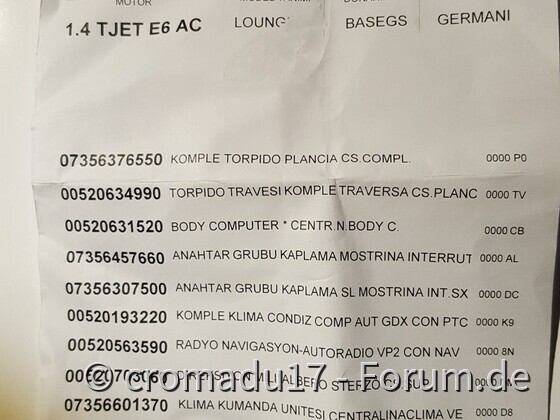 MOTOR
1.4 TJET E6 AC LOUNG BASEGS GERMANI
07356376550 KOMPLE TORPIDO PLANCIA CS.COMPL. 0000 P0
00520634990 TORPIDO TRAVESI KOMPLE TRAVERSA CS.PLANC 0000 TV
00520631520 BODY COMPUTER * CENTR.N.BODY C. 0000 CB
07356457660 ANAHTAR GRUBU KAPLAMA MOSTRINA INTERRUT 0000 AL
07356307500 ANAHTAR GRUBU KAPLAMA SL MOSTRINA INT.SX 0000 DC
00520193220 KOMPLE KLIMA CONDIZ COMP AUT GDX CON PTC 0000 K9
00520563590 RADYO NAVIGASYON-AUTORADIO VP2 CON NAV 0000 8N
ALBERO STERZO SUP.
07356601370 KLIMA KUMANDA UNITESI CENTRALINACLIMA VE 0000 D8
© cromadu17 - Forum.de